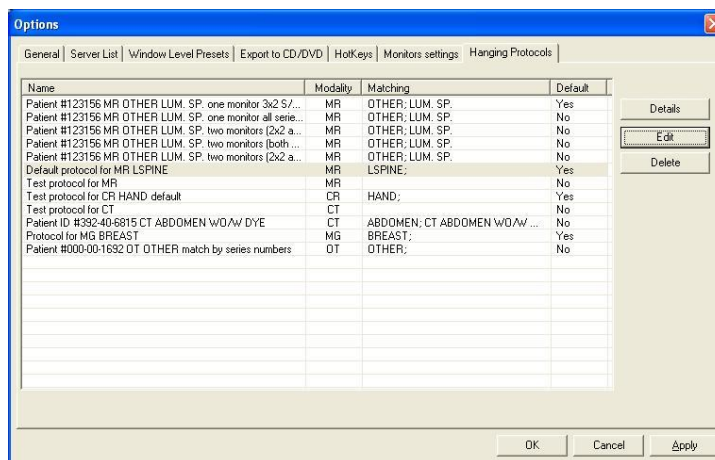 Options
General Server List Window Level Presets Export to CD/DVD HotKeys Monitors settings Hanging Protocols
Name Modality Matching Default
Patient #123156 MR OTHER LUM. SP. one monitor 3x2 S/... MR OTHER; LUM. SP. Yes
Patient #123156 MR OTHER LUM. SP. one monitor all serie... MR OTHER; LUM. SP. No
Patient #123156 MR OTHER LUM. SP. two monitors (2x2 a... MR OTHER; LUM. SP. No
Patient #123156 MR OTHER LUM. SP. two monitors (both ... MR OTHER; LUM. SP. No
Patient #123156 MR OTHER LUM. SP. two monitors (2x2 a... MR OTHER; LUM. SP. No
Default protocol for MR LSPINE MR LSPINE; Yes
Test protocol for MR MR No
Test protocol for CR HAND default CR HAND; Yes
Test protocol for CT CT No
Patient ID #392-40-6815 CT ABDOMEN WO/W DYE CT ABDOMEN; CT ABDOMEN WO/W ... No
Protocol for MG BREAST MG BREAST; Yes
Patient #000-00-1692 OT OTHER match by series numbers OT OTHER; No
Details
Edit
Delete
OK Cancel Apply